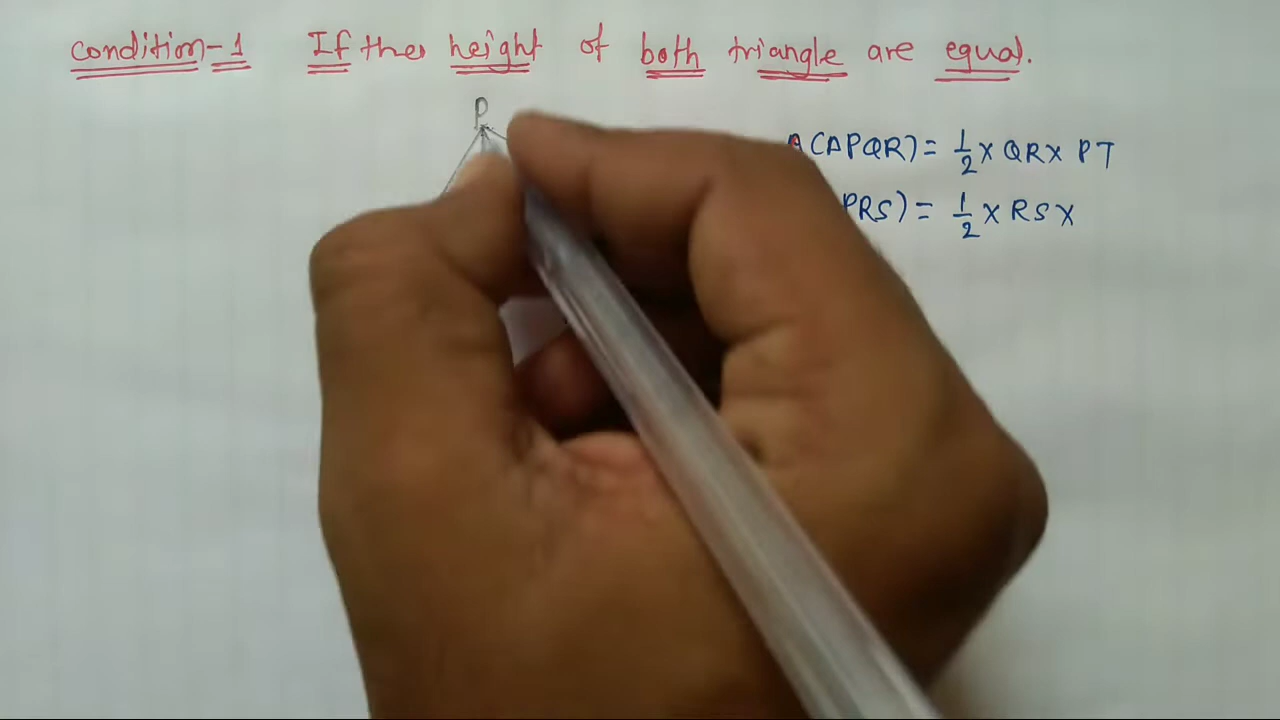 Condition-1 If the height of both triangle are equal.
P
A(ΔPQR) = 1/2 x QR x PT
PRS) = 1/2 x RS x